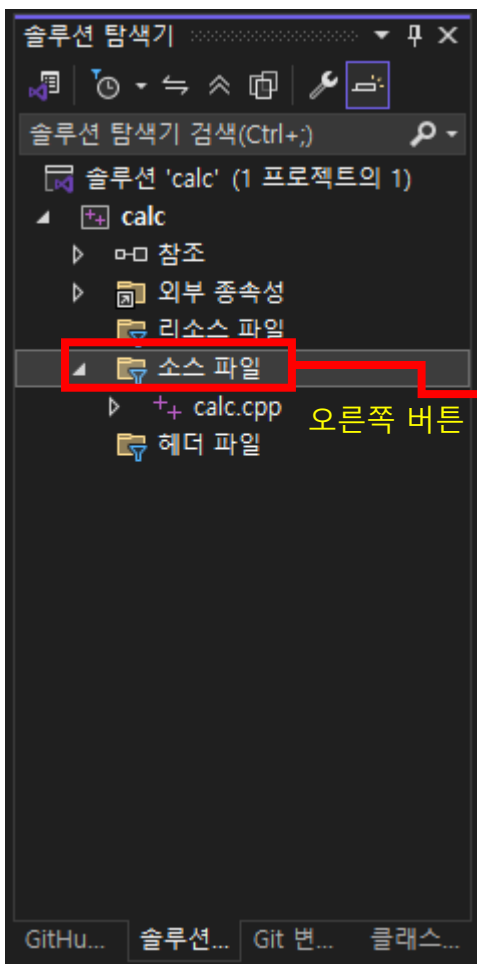 솔루션 탐색기
솔루션 탐색기 검색(Ctrl+;)
솔루션 'calc' (1 프로젝트의 1)
calc
참조
외부 종속성
리소스 파일
소스 파일
calc.cpp
오른쪽 버튼
헤더 파일
GitHu... 솔루션... Git 변... 클래스...